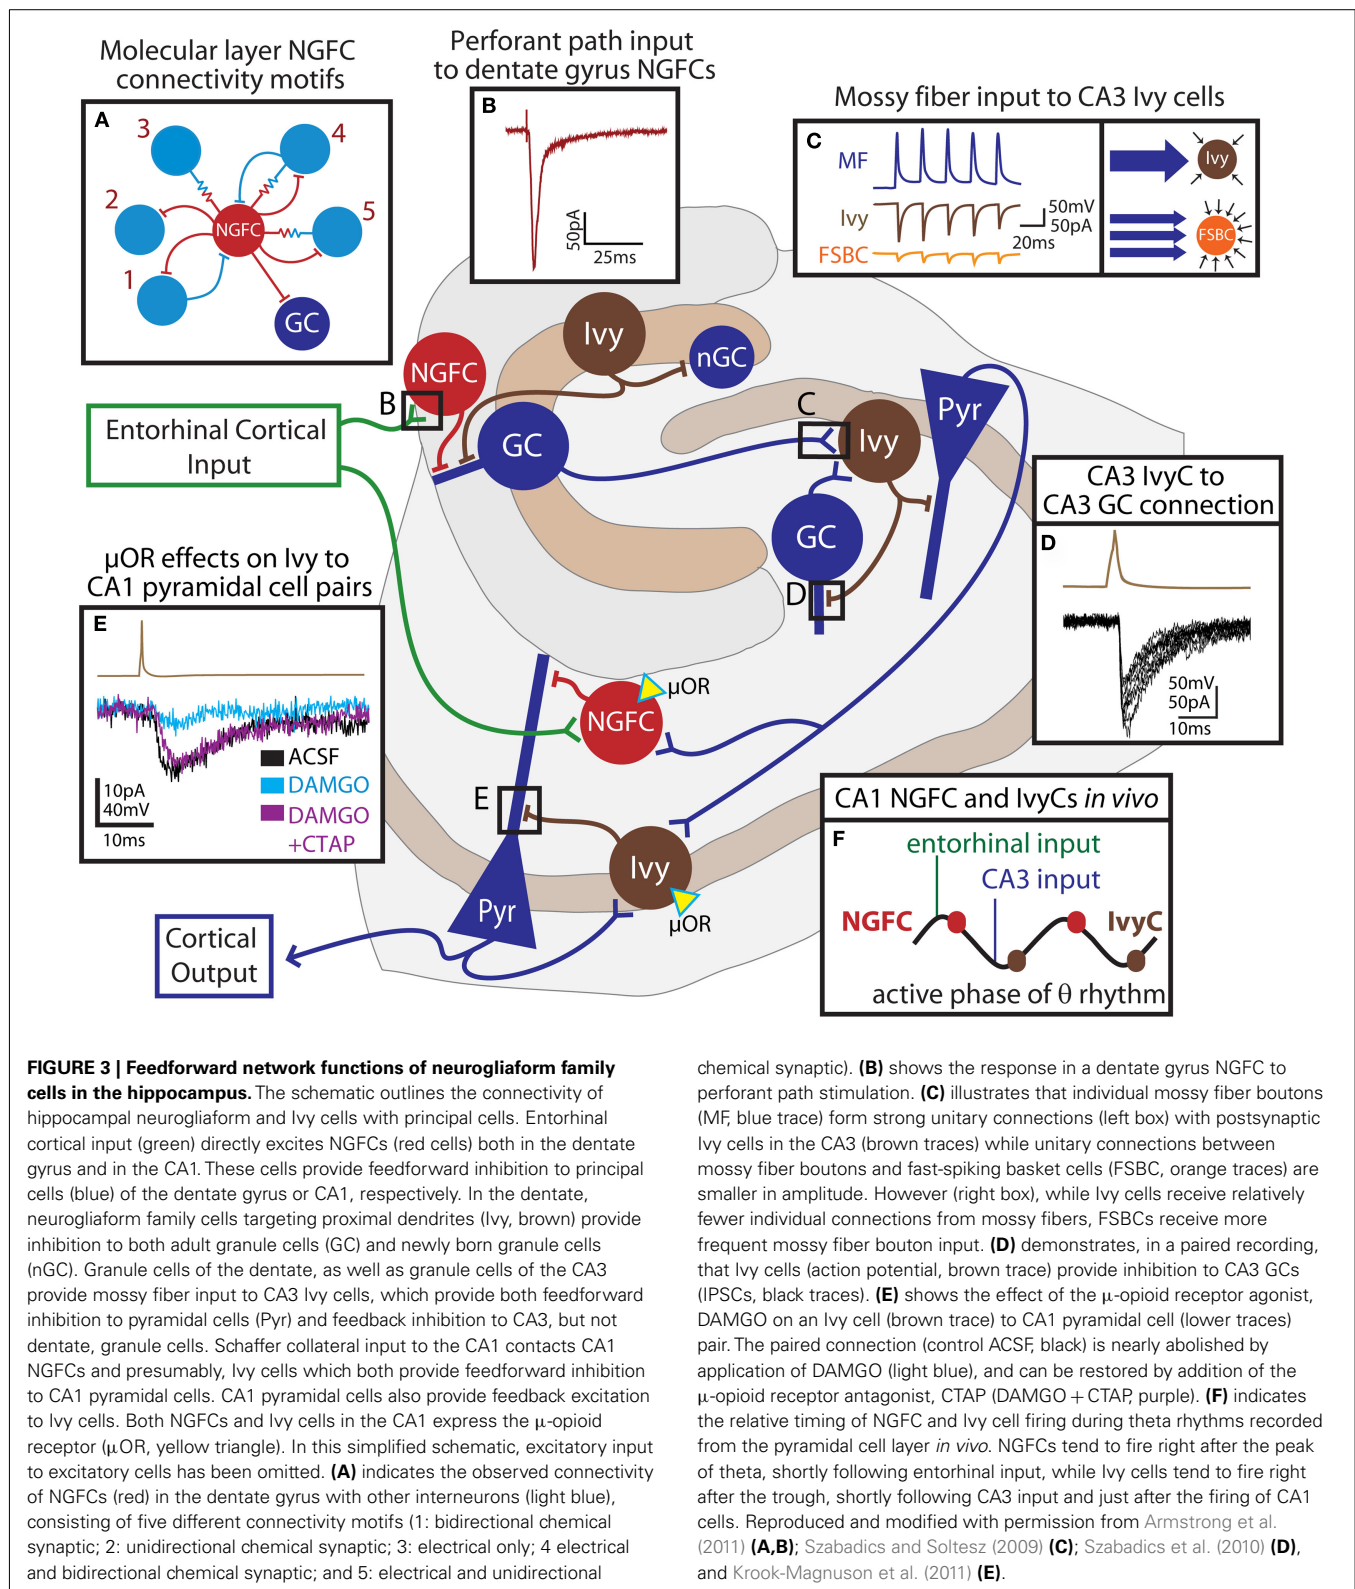 Molecular layer NGFC
connectivity motifs
A
3
4
2
NGFC
5
1
GC
Perforant path input
to dentate gyrus NGFCs
B
50pA
25ms
Mossy fiber input to CA3 Ivy cells
C
MF
Ivy
FSBC
50mV
50pA
20ms
Ivy
FSBC
Ivy
nGC
NGFC
B
GC
Entorhinal Cortical
Input
C
Ivy
Pyr
GC
D
CA3 IvyC to
CA3 GC connection
D
50mV
50pA
10ms
μOR effects on Ivy to
CA1 pyramidal cell pairs
E
ACSF
DAMGO
DAMGO
+CTAP
10pA
40mV
10ms
μOR
NGFC
E
Ivy
μOR
Pyr
Cortical
Output
CA1 NGFC and IvyCs in vivo
F
entorhinal input
CA3 input
NGFC
IvyC
active phase of θ rhythm
FIGURE 3 | Feedforward network functions of neurogliaform family
cells in the hippocampus. The schematic outlines the connectivity of
hippocampal neurogliaform and Ivy cells with principal cells. Entorhinal
cortical input (green) directly excites NGFCs (red cells) both in the dentate
gyrus and in the CA1. These cells provide feedforward inhibition to principal
cells (blue) of the dentate gyrus or CA1, respectively. In the dentate,
neurogliaform family cells targeting proximal dendrites (Ivy, brown) provide
inhibition to both adult granule cells (GC) and newly born granule cells
(nGC). Granule cells of the dentate, as well as granule cells of the CA3
provide mossy fiber input to CA3 Ivy cells, which provide both feedforward
inhibition to pyramidal cells (Pyr) and feedback inhibition to CA3, but not
dentate, granule cells. Schaffer collateral input to the CA1 contacts CA1
NGFCs and presumably, Ivy cells which both provide feedforward inhibition
to CA1 pyramidal cells. CA1 pyramidal cells also provide feedback excitation
to Ivy cells. Both NGFCs and Ivy cells in the CA1 express the μ-opioid
receptor (μOR, yellow triangle). In this simplified schematic, excitatory input
to excitatory cells has been omitted. (A) indicates the observed connectivity
of NGFCs (red) in the dentate gyrus with other interneurons (light blue),
consisting of five different connectivity motifs (1: bidirectional chemical
synaptic; 2: unidirectional chemical synaptic; 3: electrical only; 4 electrical
and bidirectional chemical synaptic; and 5: electrical and unidirectional
chemical synaptic). (B) shows the response in a dentate gyrus NGFC to
perforant path stimulation. (C) illustrates that individual mossy fiber boutons
(MF, blue trace) form strong unitary connections (left box) with postsynaptic
Ivy cells in the CA3 (brown traces) while unitary connections between
mossy fiber boutons and fast-spiking basket cells (FSBC, orange traces) are
smaller in amplitude. However (right box), while Ivy cells receive relatively
fewer individual connections from mossy fibers, FSBCs receive more
frequent mossy fiber bouton input. (D) demonstrates, in a paired recording,
that Ivy cells (action potential, brown trace) provide inhibition to CA3 GCs
(IPSCs, black traces). (E) shows the effect of the μ-opioid receptor agonist,
DAMGO on an Ivy cell (brown trace) to CA1 pyramidal cell (lower traces)
pair. The paired connection (control ACSF, black) is nearly abolished by
application of DAMGO (light blue), and can be restored by addition of the
μ-opioid receptor antagonist, CTAP (DAMGO + CTAP, purple). (F) indicates
the relative timing of NGFC and Ivy cell firing during theta rhythms recorded
from the pyramidal cell layer in vivo. NGFCs tend to fire right after the peak
of theta, shortly following entorhinal input, while Ivy cells tend to fire right
after the trough, shortly following CA3 input and just after the firing of CA1
cells. Reproduced and modified with permission from Armstrong et al.
(2011) (A,B); Szabadics and Soltesz (2009) (C); Szabadics et al. (2010) (D),
and Krook-Magnuson et al. (2011) (E).